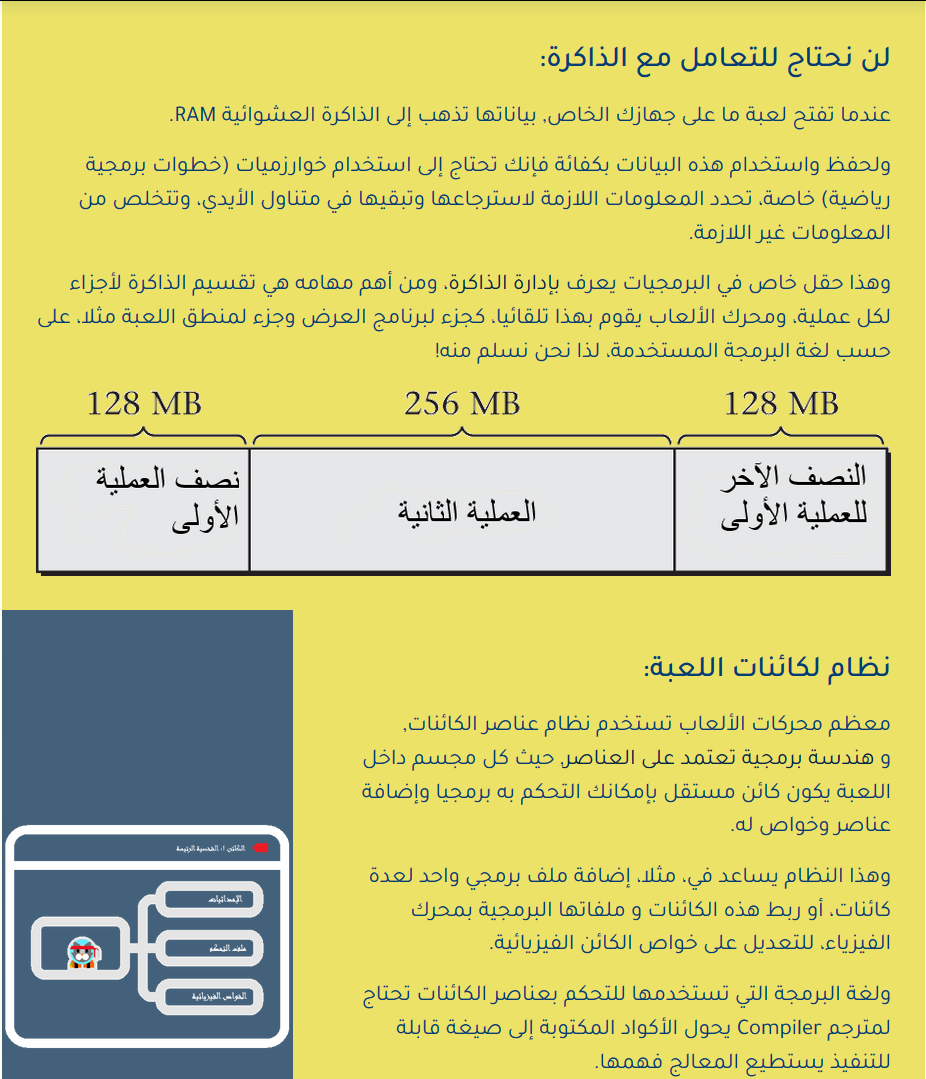 لن نحتاج للتعامل مع الذاكرة:
عندما تفتح لعبة ما على جهازك الخاص, بياناتها تذهب إلى الذاكرة العشوائية RAM.
ولحفظ واستخدام هذه البيانات بكفائة فإنك تحتاج إلى استخدام خوارزميات (خطوات برمجية
رياضية) خاصة، تحدد المعلومات اللازمة لاسترجاعها وتبقيها في متناول الأيدي، وتتخلص من
المعلومات غير اللازمة.
وهذا حقل خاص في البرمجيات يعرف بإدارة الذاكرة، ومن أهم مهامه هي تقسيم الذاكرة لأجزاء
لكل عملية، ومحرك الألعاب يقوم بهذا تلقائيا، كجزء لبرنامج العرض وجزء لمنطق اللعبة مثلا، على
حسب لغة البرمجة المستخدمة، لذا نحن نسلم منه!
128 MB
256 MB
128 MB
النصف الآخر
للعملية الأولى
العملية الثانية
نصف العملية
الأولى
نظام لكائنات اللعبة:
معظم محركات الألعاب تستخدم نظام عناصر الكائنات,
و هندسة برمجية تعتمد على العناصر, حيث كل مجسم داخل
اللعبة يكون كائن مستقل بإمكانك التحكم به برمجيا وإضافة
عناصر وخواص له.
وهذا النظام يساعد في، مثلا، إضافة ملف برمجي واحد لعدة
كائنات، أو ربط هذه الكائنات و ملفاتها البرمجية بمحرك
الفيزياء، للتعديل على خواص الكائن الفيزيائية.
ولغة البرمجة التي تستخدمها للتحكم بعناصر الكائنات تحتاج
لمترجم Compiler يحول الأكواد المكتوبة إلى صيغة قابلة
للتنفيذ يستطيع المعالج فهمها.
الكائن 1: الشخصية الرئيسة
الإحداثيات
ملف التحكم
الخواص الفيزيائية